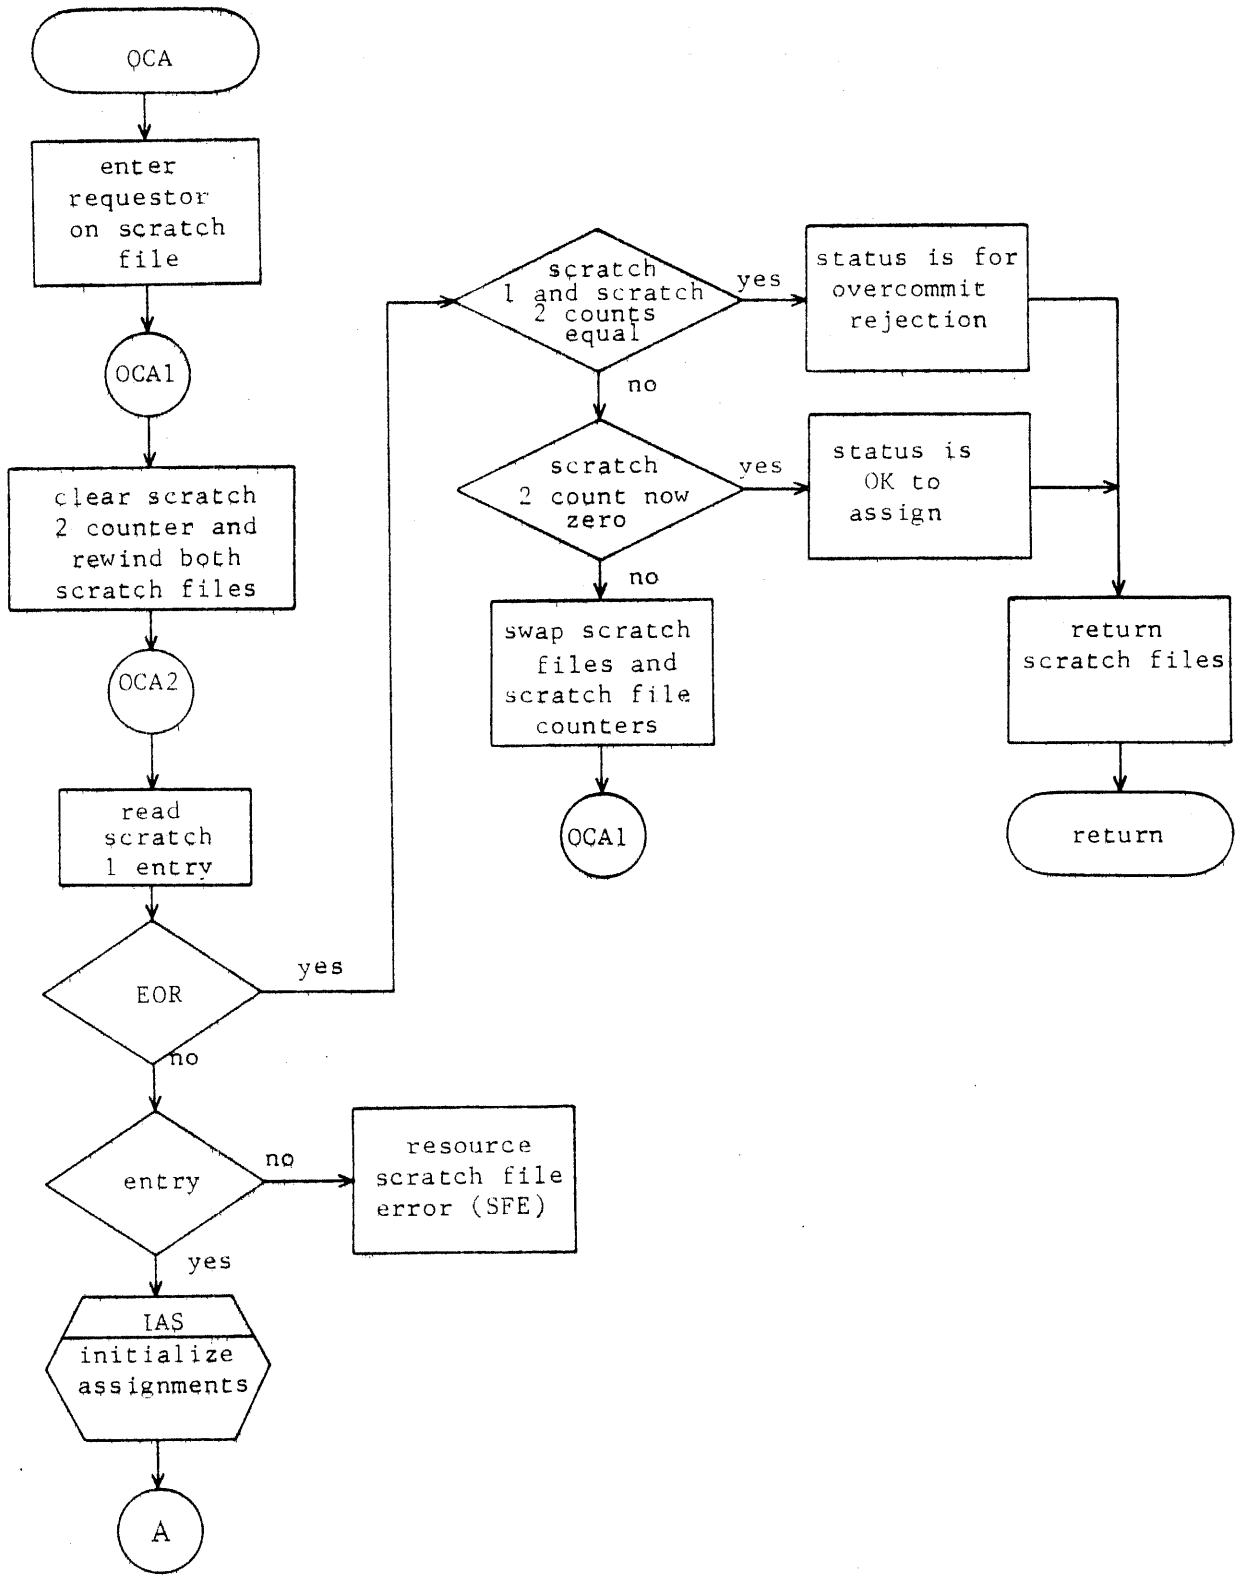 OCA
enter
requestor
on scratch
file
OCA1
clear scratch
2 counter and
rewind both
scratch files
OCA2
read
scratch
1 entry
EOR
yes
no
entry
no
resource
scratch file
error (SFE)
yes
IAS
initialize
assignments
A
scratch
1 and scratch
2 counts
equal
yes
status is for
overcommit
rejection
no
scratch
2 count now
zero
yes
status is
OK to
assign
no
swap scratch
files and
scratch file
counters
OCA1
return
scratch files
return